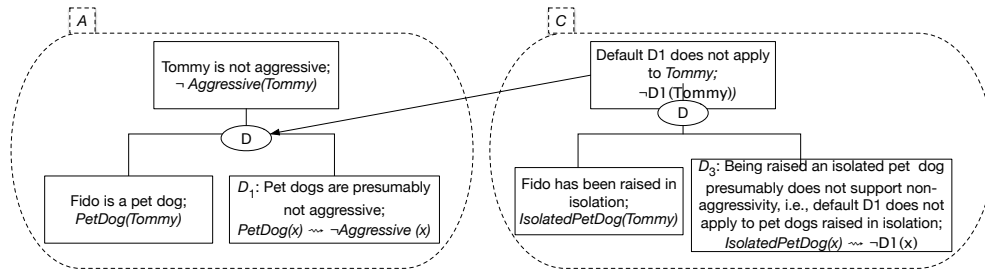 A
Tommy is not aggressive;
¬ Aggressive(Tommy)
D
Fido is a pet dog;
PetDog(Tommy)
D1: Pet dogs are presumably
not aggressive;
PetDog(x) ⇝ ¬Aggressive (x)
C
Default D1 does not apply
to Tommy;
¬D1(Tommy))
D
Fido has been raised in
isolation;
IsolatedPetDog(Tommy)
D3: Being raised an isolated pet dog
presumably does not support non-
aggressivity, i.e., default D1 does not
apply to pet dogs raised in isolation;
IsolatedPetDog(x) ⇝ ¬D1(x)